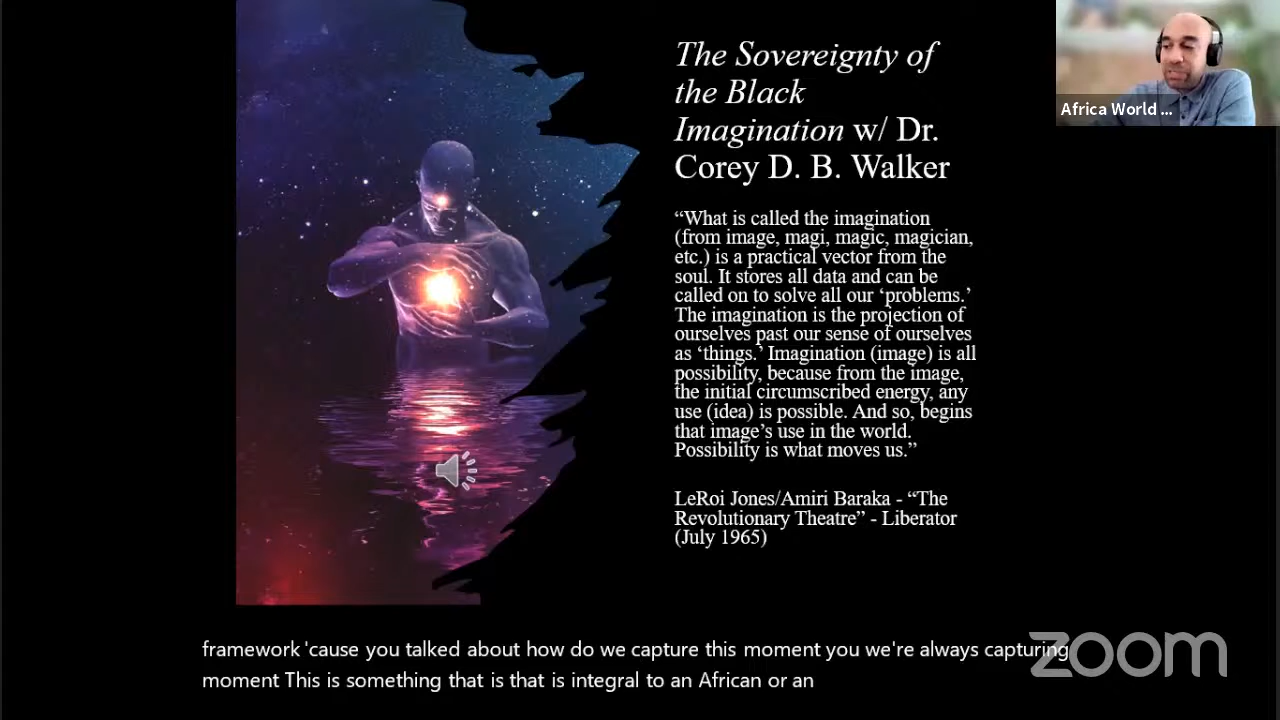 The Sovereignty of
the Black
Imagination w/ Dr.
Corey D. B. Walker
“What is called the imagination
(from image, magi, magic, magician,
etc.) is a practical vector from the
soul. It stores all data and can be
called on to solve all our ‘problems.’
The imagination is the projection of
ourselves past our sense of ourselves
as ‘things.’ Imagination (image) is all
possibility, because from the image,
the initial circumscribed energy, any
use (idea) is possible. And so, begins
that image’s use in the world.
Possibility is what moves us.”
LeRoi Jones/Amiri Baraka - “The
Revolutionary Theatre” - Liberator
(July 1965)
Africa World ...
framework 'cause you talked about how do we capture this moment you we're always capturing
moment This is something that is that is integral to an African or an
zoom